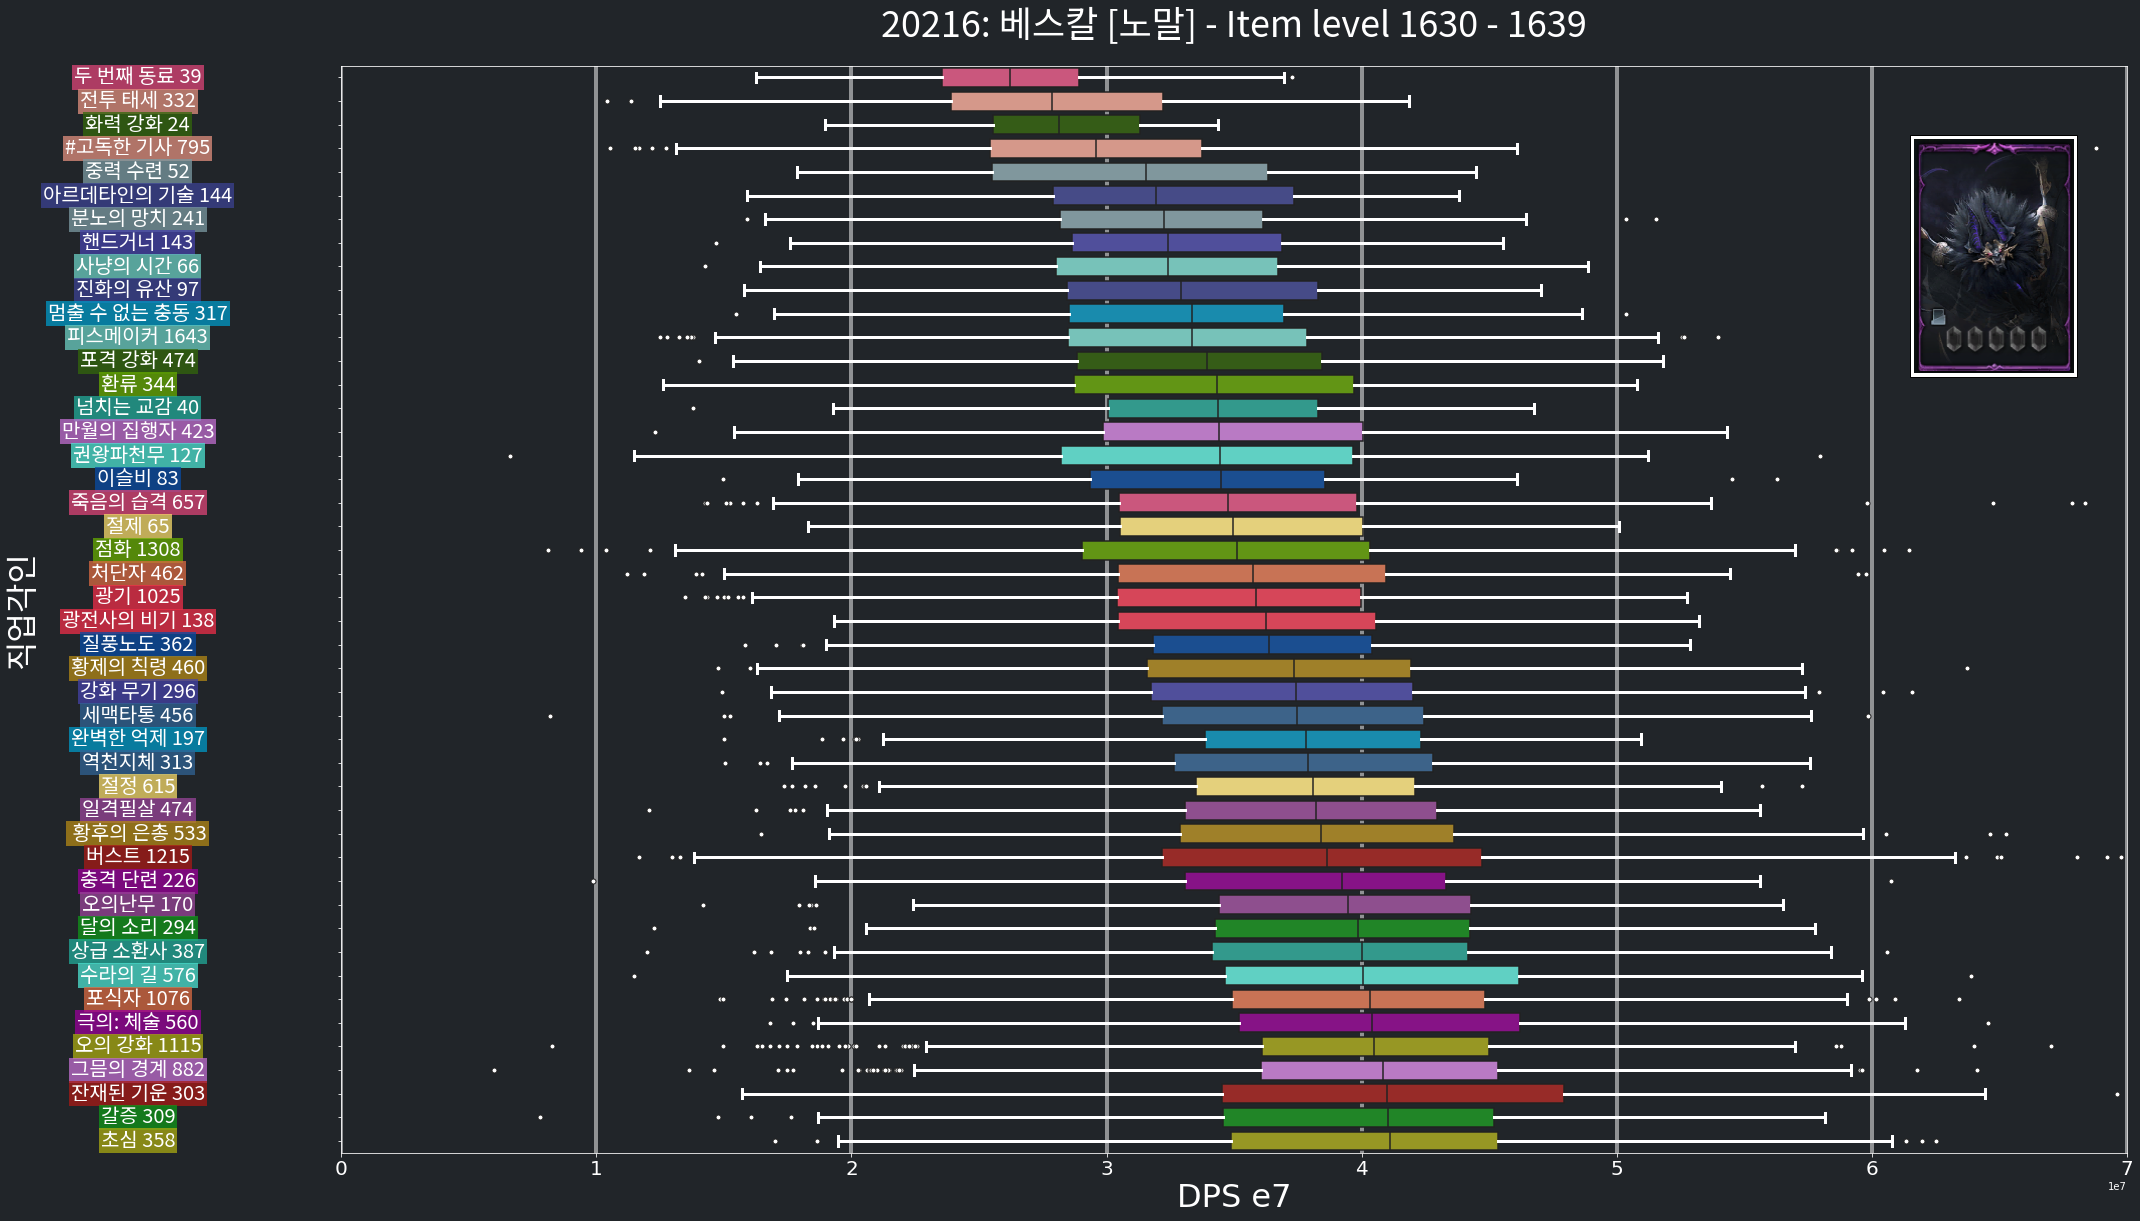 20216: 베스칼 [노말] - Item level 1630 - 1639
두 번째 동료 39
전투 태세 332
화력 강화 24
#고독한 기사 795
중력 수련 52
아르데타인의 기술 144
분노의 망치 241
핸드거너 143
사냥의 시간 66
진화의 유산 97
멈출 수 없는 충동 317
피스메이커 1643
포격 강화 474
환류 344
넘치는 교감 40
만월의 집행자 423
권왕파천무 127
이슬비 83
죽음의 습격 657
절제 65
점화 1308
처단자 462
광기 1025
광전사의 비기 138
질풍노도 362
황제의 칙령 460
강화 무기 296
세맥타통 456
완벽한 억제 197
역천지체 313
절정 615
일격필살 474
황후의 은총 533
버스트 1215
충격 단련 226
오의난무 170
달의 소리 294
상급 소환사 387
수라의 길 576
포식자 1076
극의: 체술 560
오의 강화 1115
그믐의 경계 882
잔재된 기운 303
갈증 309
초심 358
직업각인
0 1 2 3 4 5 6 7
1e7
DPS e7